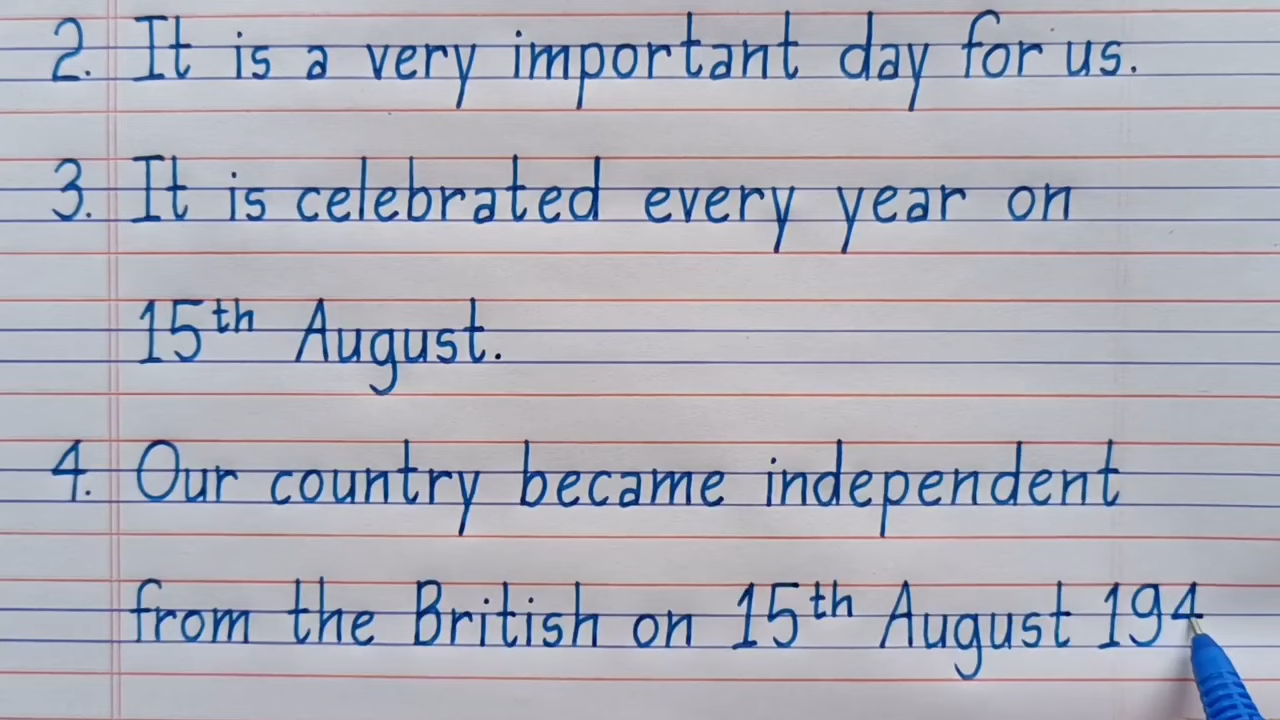 2. It is a very important day for us.
3. It is celebrated every year on
15th August.
4. Our country became independent
from the British on 15th August 194